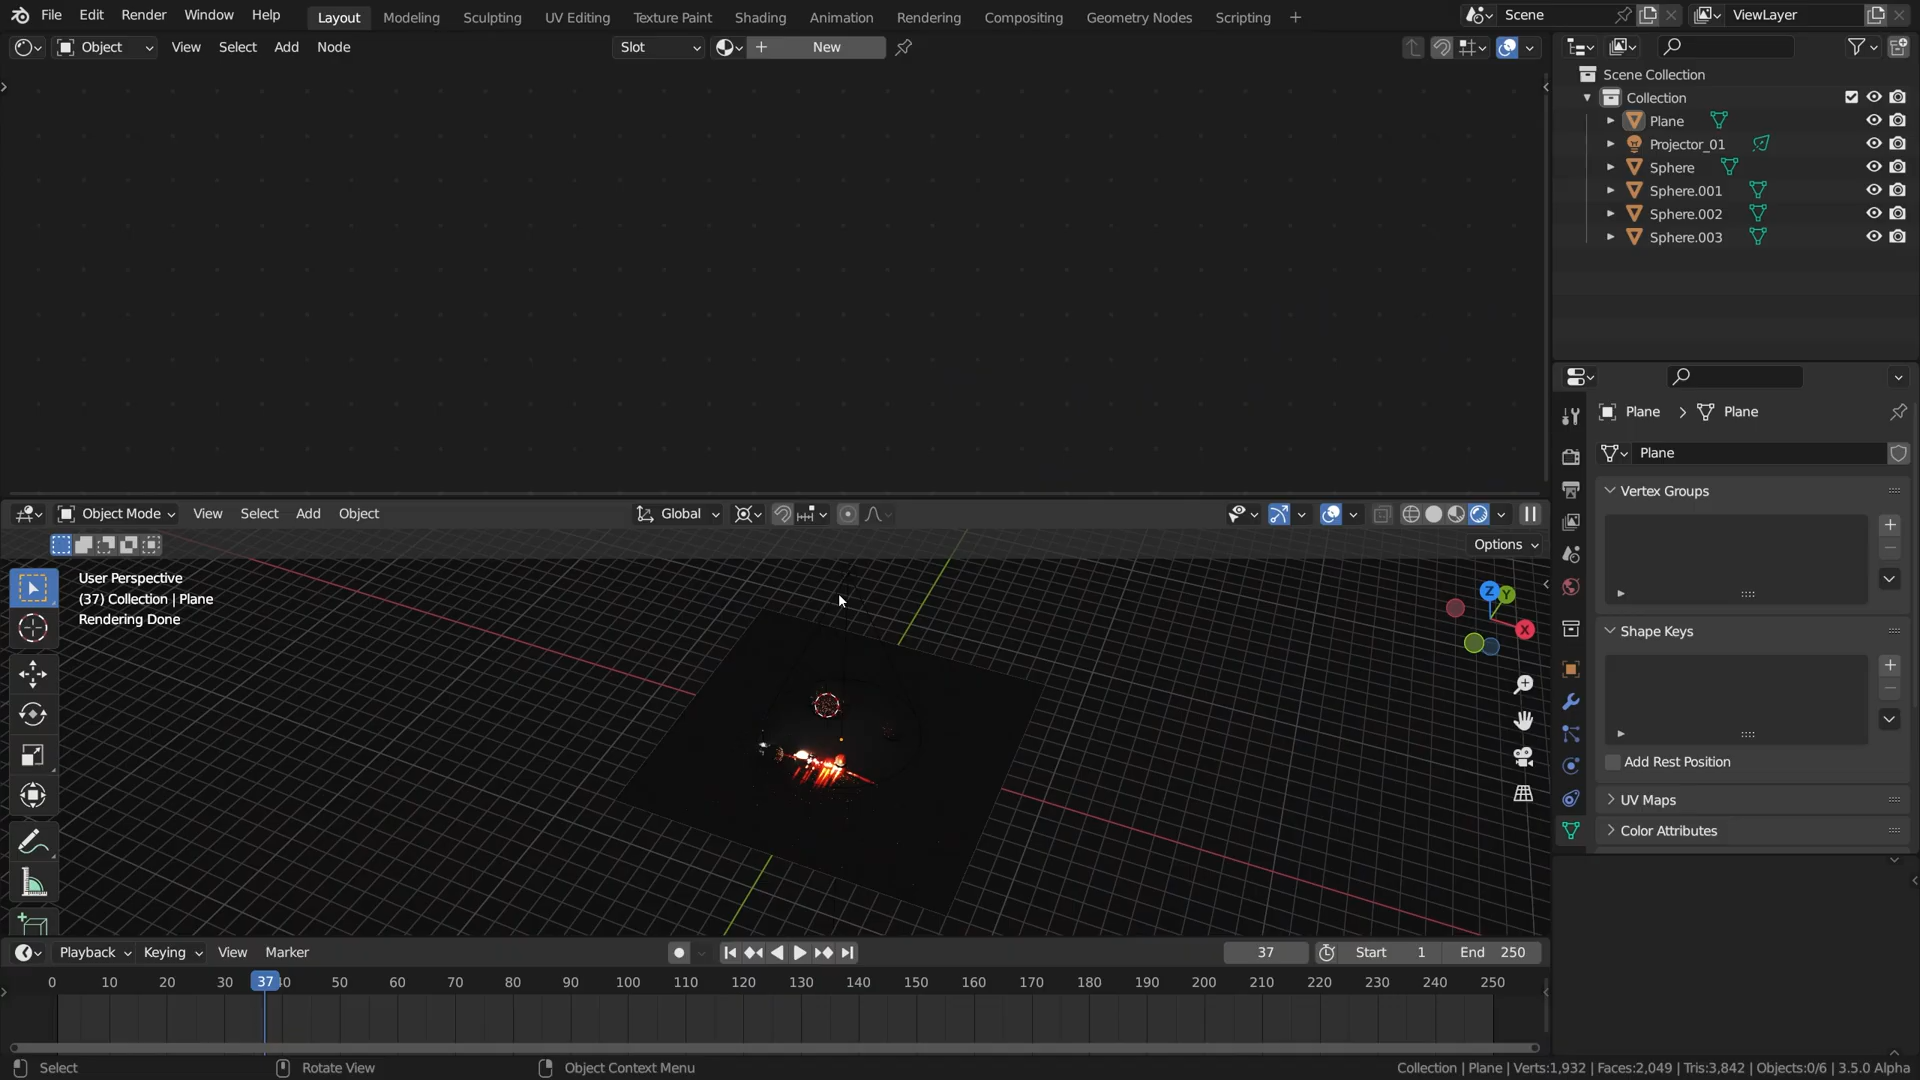 File Edit Render Window Help Layout Modeling Sculpting UV Editing Texture Paint Shading Animation Rendering Compositing Geometry Nodes Scripting + Scene ViewLayer
Object View Select Add Node Slot New
Scene Collection
Collection
Plane
Projector_01
Sphere
Sphere.001
Sphere.002
Sphere.003
Plane Plane
Plane
Vertex Groups
Shape Keys
Add Rest Position
UV Maps
Color Attributes
Object Mode View Select Add Object Global
Options
User Perspective
(37) Collection | Plane
Rendering Done
Z Y
X
Playback Keying View Marker 37 Start 1 End 250
0 10 20 30 37 40 50 60 70 80 90 100 110 120 130 140 150 160 170 180 190 200 210 220 230 240 250
Select Rotate View Object Context Menu Collection | Plane | Verts:1,932 | Faces:2,049 | Tris:3,842 | Objects:0/6 | 3.5.0 Alpha